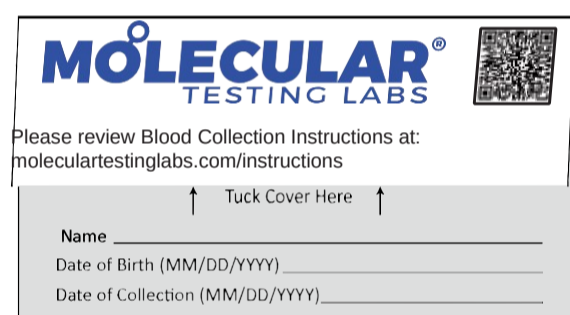 MOLECULAR®
TESTING LABS
Please review Blood Collection Instructions at:
moleculartestinglabs.com/instructions
Tuck Cover Here
Name
Date of Birth (MM/DD/YYYY)
Date of Collection (MM/DD/YYYY)